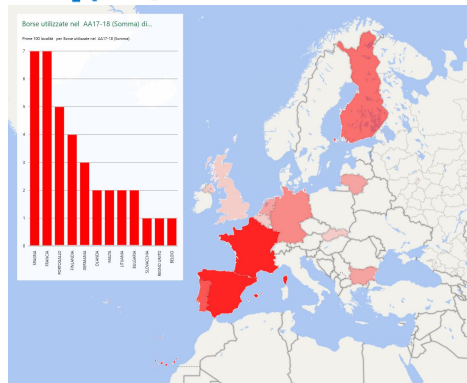 Borse utilizzate nel AA17-18 (Somma) di...
Prime 100 località per Borse utilizzate nel AA17-18 (Somma)
7
6
5
4
3
2
1
0
SPAGNA
FRANCIA
PORTOGALLO
FINLANDIA
GERMANIA
OLANDA
LITUANIA
BULGARIA
SLOVACCHIA
REGNO UNITO
BELGIO